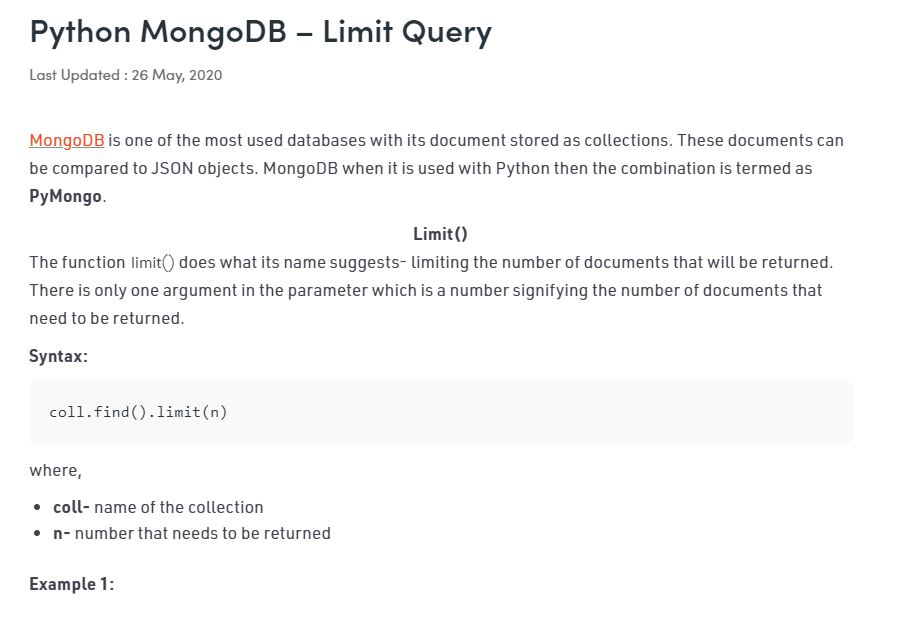 Python MongoDB – Limit Query
Last Updated : 26 May, 2020
MongoDB is one of the most used databases with its document stored as collections. These documents can
be compared to JSON objects. MongoDB when it is used with Python then the combination is termed as
PyMongo.
Limit()
The function limit() does what its name suggests- limiting the number of documents that will be returned.
There is only one argument in the parameter which is a number signifying the number of documents that
need to be returned.
Syntax:
coll.find().limit(n)
where,
• coll- name of the collection
• n- number that needs to be returned
Example 1: